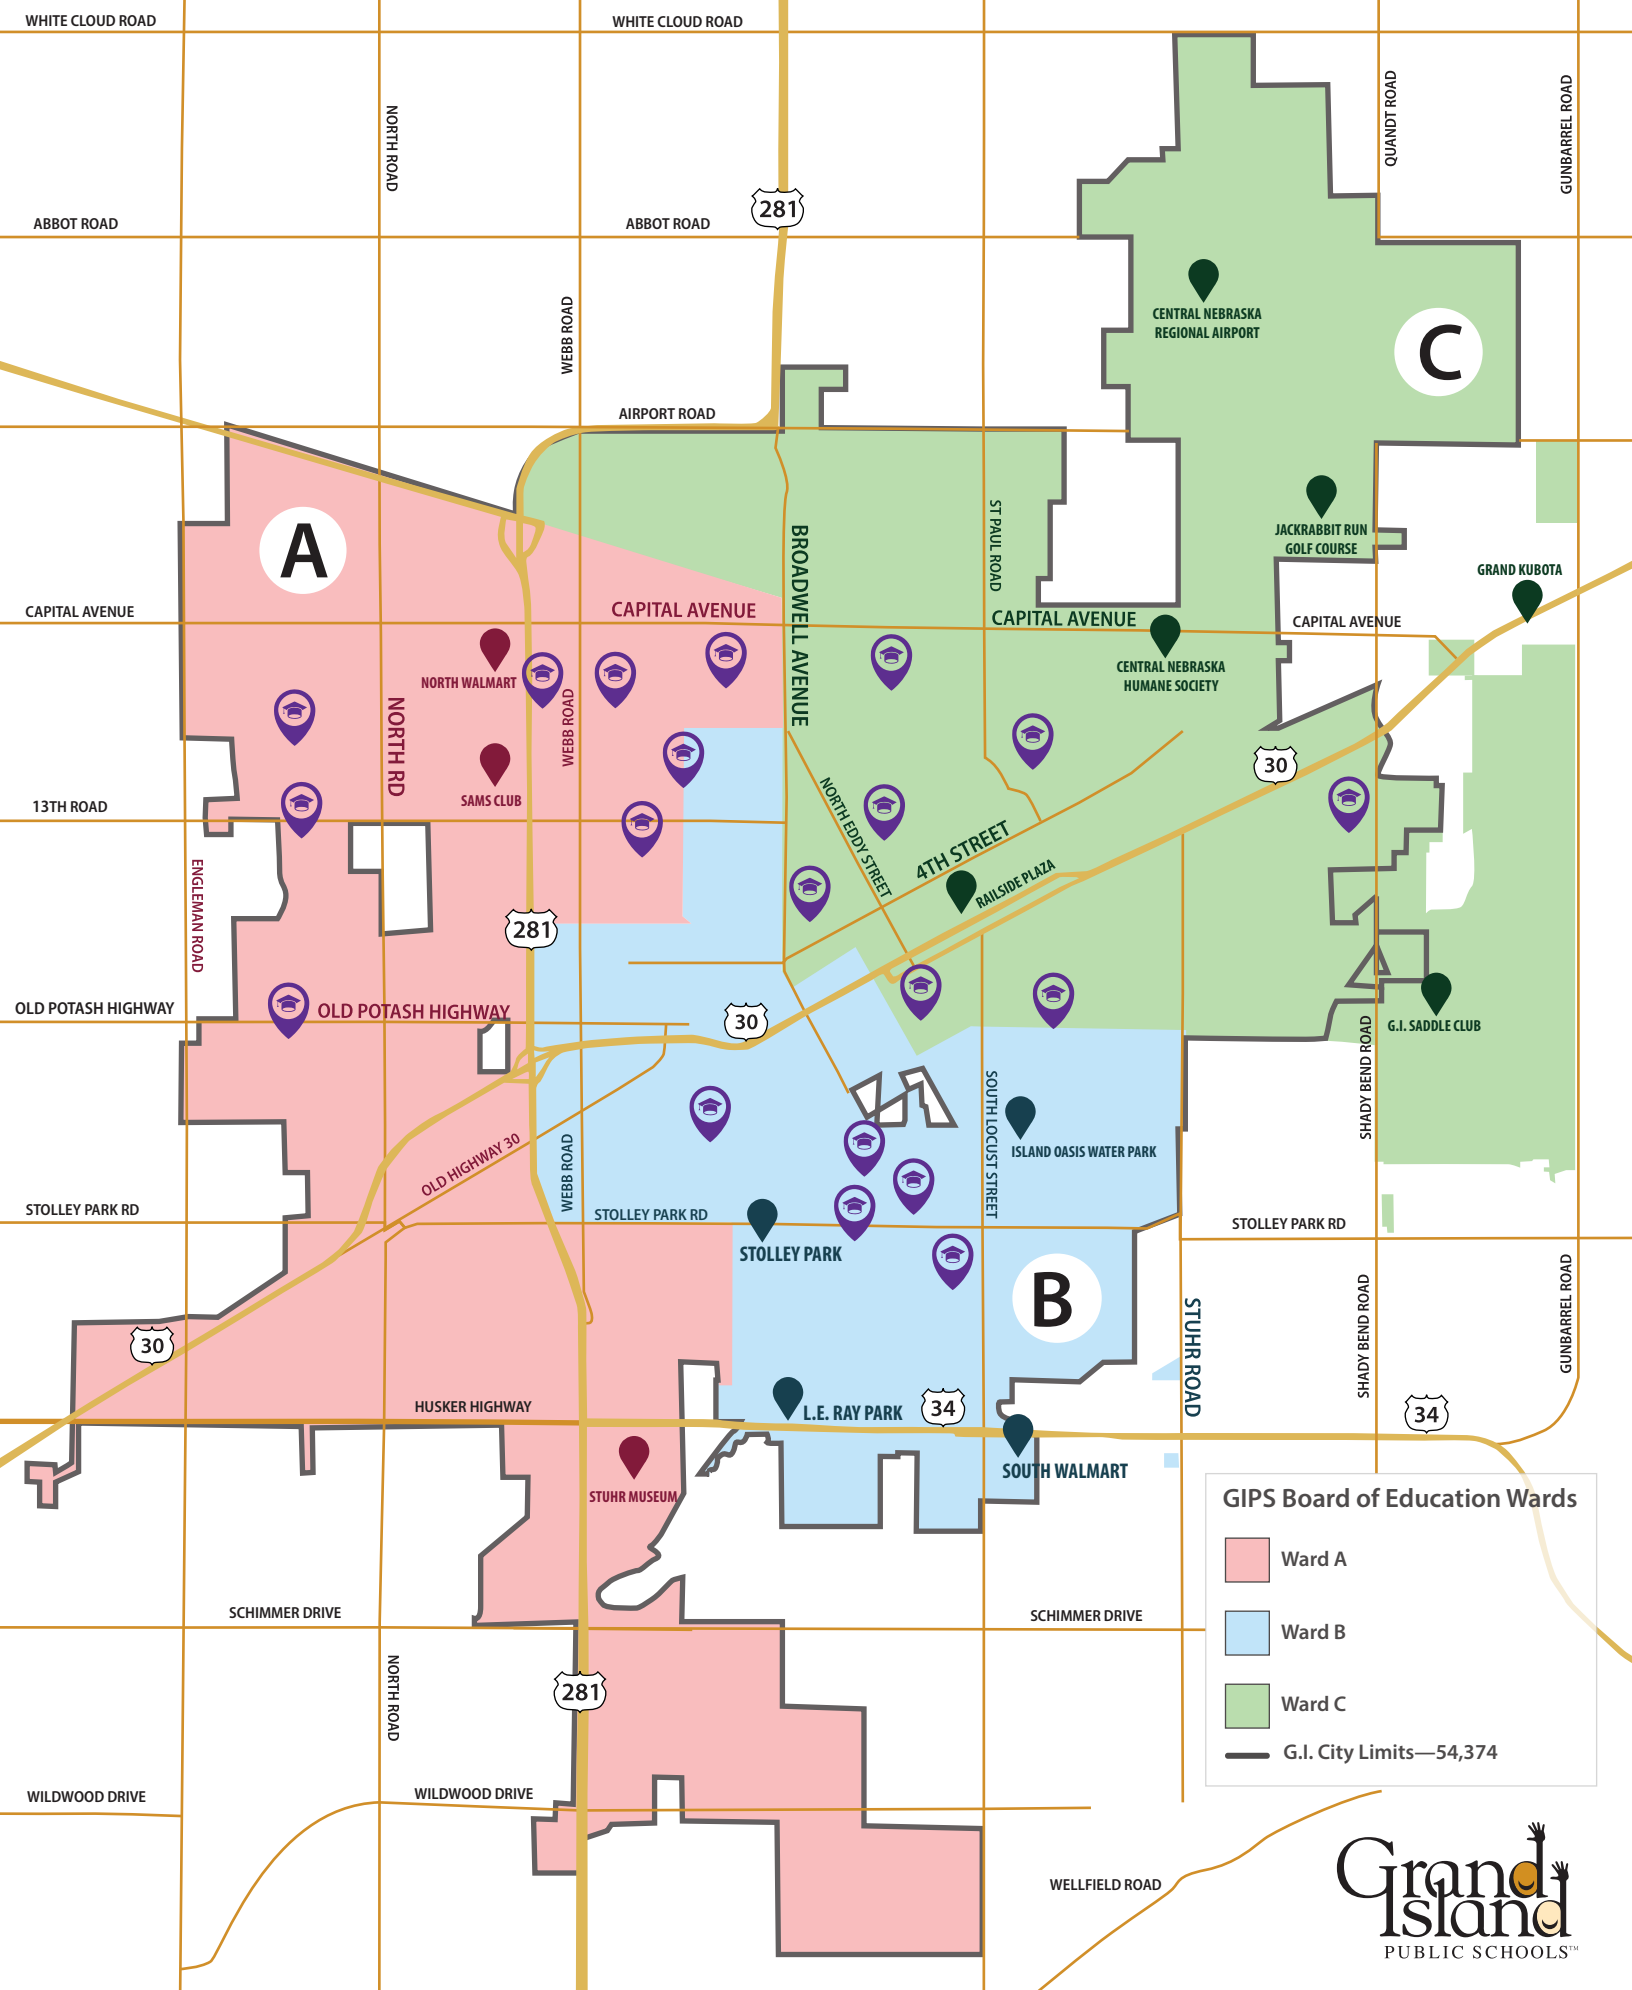 WHITE CLOUD ROAD
WHITE CLOUD ROAD
NORTH ROAD
QUANDT ROAD
GUNBARREL ROAD
281
ABBOT ROAD
ABBOT ROAD
WEBB ROAD
CENTRAL NEBRASKA
REGIONAL AIRPORT
C
AIRPORT ROAD
A
BROADWELL AVENUE
ST PAUL ROAD
JACKRABBIT RUN
GOLF COURSE
GRAND KUBOTA
CAPITAL AVENUE
CAPITAL AVENUE
CAPITAL AVENUE
CAPITAL AVENUE
CENTRAL NEBRASKA
HUMANE SOCIETY
NORTH WALMART
NORTH RD
WEBB ROAD
30
SAMS CLUB
13TH ROAD
NORTH EDDY STREET
4TH STREET
RAILSIDE PLAZA
ENGLEMAN ROAD
281
OLD POTASH HIGHWAY
OLD POTASH HIGHWAY
30
G.I. SADDLE CLUB
SHADY BEND ROAD
SOUTH LOCUST STREET
ISLAND OASIS WATER PARK
OLD HIGHWAY 30
WEBB ROAD
STOLLEY PARK RD
STOLLEY PARK RD
STOLLEY PARK RD
STOLLEY PARK
B
STUHR ROAD
SHADY BEND ROAD
GUNBARREL ROAD
30
HUSKER HIGHWAY
L.E. RAY PARK
34
34
SOUTH WALMART
STUHR MUSEUM
GIPS Board of Education Wards
Ward A
Ward B
Ward C
G.I. City Limits—54,374
SCHIMMER DRIVE
SCHIMMER DRIVE
NORTH ROAD
281
WILDWOOD DRIVE
WILDWOOD DRIVE
WELLFIELD ROAD
Grand
Island
PUBLIC SCHOOLS™